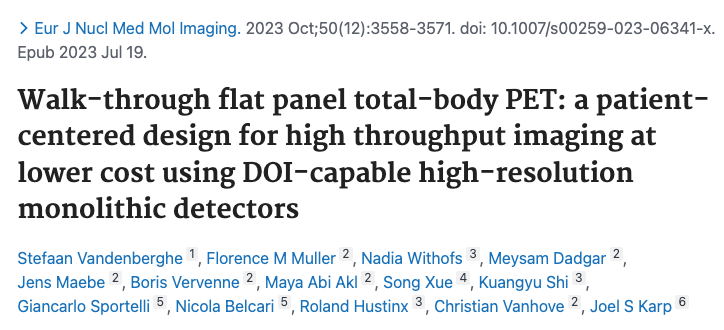 > Eur J Nucl Med Mol Imaging. 2023 Oct;50(12):3558-3571. doi: 10.1007/s00259-023-06341-x.
Epub 2023 Jul 19.
Walk-through flat panel total-body PET: a patient-
centered design for high throughput imaging at
lower cost using DOI-capable high-resolution
monolithic detectors
Stefaan Vandenberghe 1, Florence M Muller 2, Nadia Withofs 3, Meysam Dadgar 2,
Jens Maebe 2, Boris Vervenne 2, Maya Abi Akl 2, Song Xue 4, Kuangyu Shi 3,
Giancarlo Sportelli 5, Nicola Belcari 5, Roland Hustinx 3, Christian Vanhove 2, Joel S Karp 6